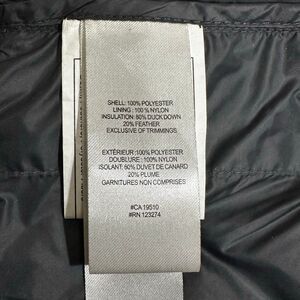 SHELL: 100% POLYESTER
LINING : 100% NYLON
INSULATION: 80% DUCK DOWN
20% FEATHER
EXCLUSIVE OF TRIMMINGS
EXTÉRIEUR :100% POLYESTER
DOUBLURE : 100% NYLON
ISOLANT: 80% DUVET DE CANARD
20% PLUME
GARNITURES NON COMPRISES
#CA 19510
#RN 123274